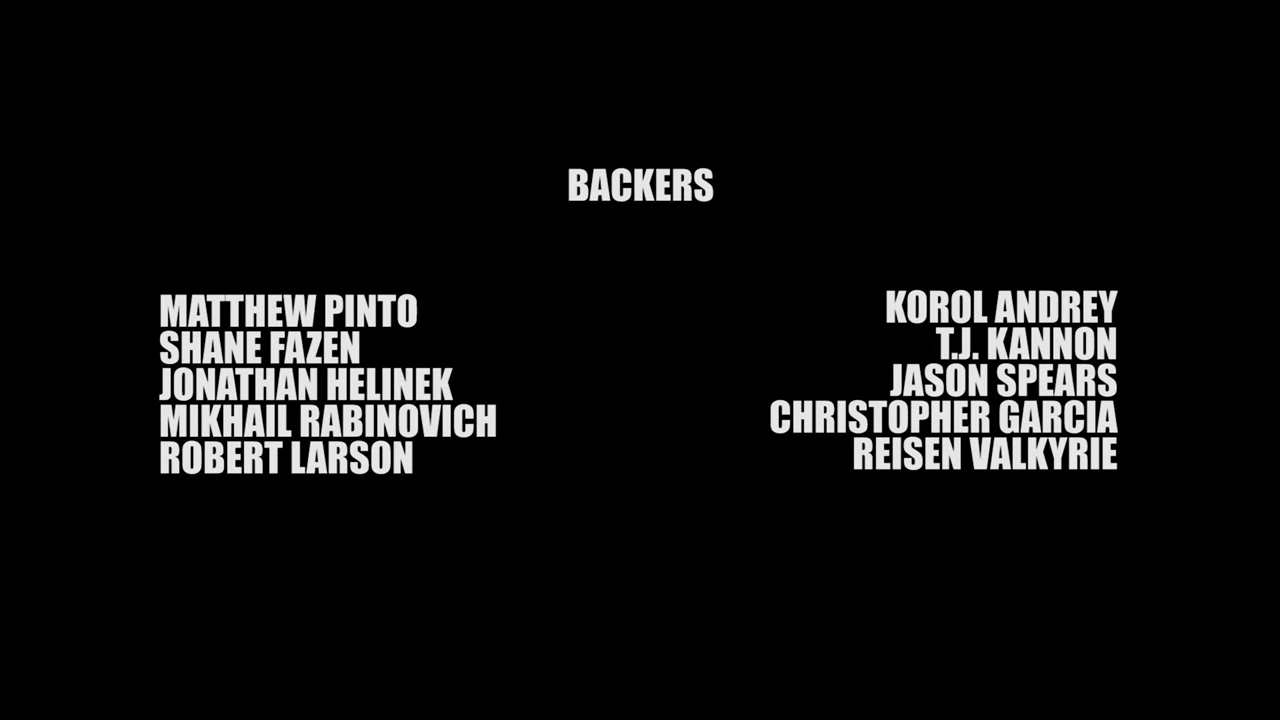 BACKERS
MATTHEW PINTO
SHANE FAZEN
JONATHAN HELINEK
MIKHAIL RABINOVICH
ROBERT LARSON
KOROL ANDREY
T.J. KANNON
JASON SPEARS
CHRISTOPHER GARCIA
REISEN VALKYRIE